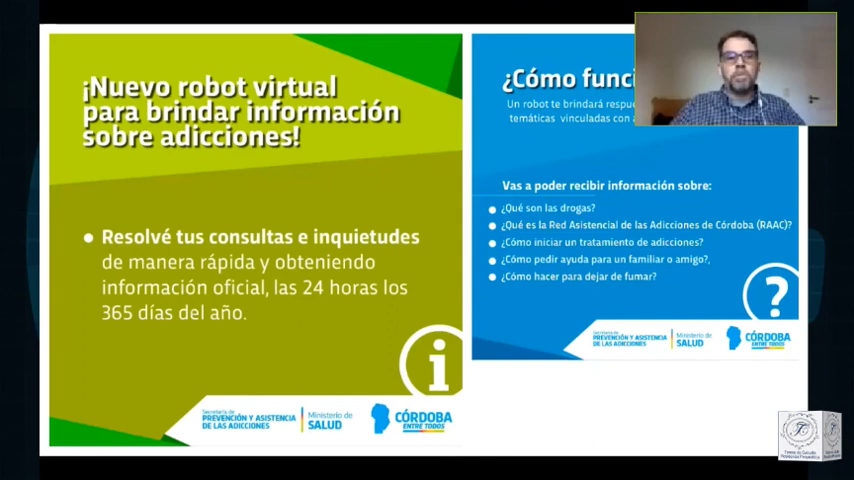 ¡Nuevo robot virtual
para brindar información
sobre adicciones!
Resolvé tus consultas e inquietudes
de manera rápida y obteniendo
información oficial, las 24 horas los
365 días del año.
Secretaría de
PREVENCIÓN Y ASISTENCIA
DE LAS ADICCIONES
Ministerio de
SALUD
CÓRDOBA
ENTRE TODOS
¿Cómo func
Un robot te brindará
temáticas vinculadas con
Vas a poder recibir información sobre:
¿Qué son las drogas?
¿Qué es la Red Asistencial de las Adicciones de Córdoba (RAAC)?
¿Cómo iniciar un tratamiento de adicciones?
¿Cómo pedir ayuda para un familiar o amigo?,
¿Cómo hacer para dejar de fumar?
Secretaría de
PREVENCIÓN Y ASISTENCIA
DE LAS ADICCIONES
Ministerio de
SALUD
CÓRDOBA
ENTRE TODOS